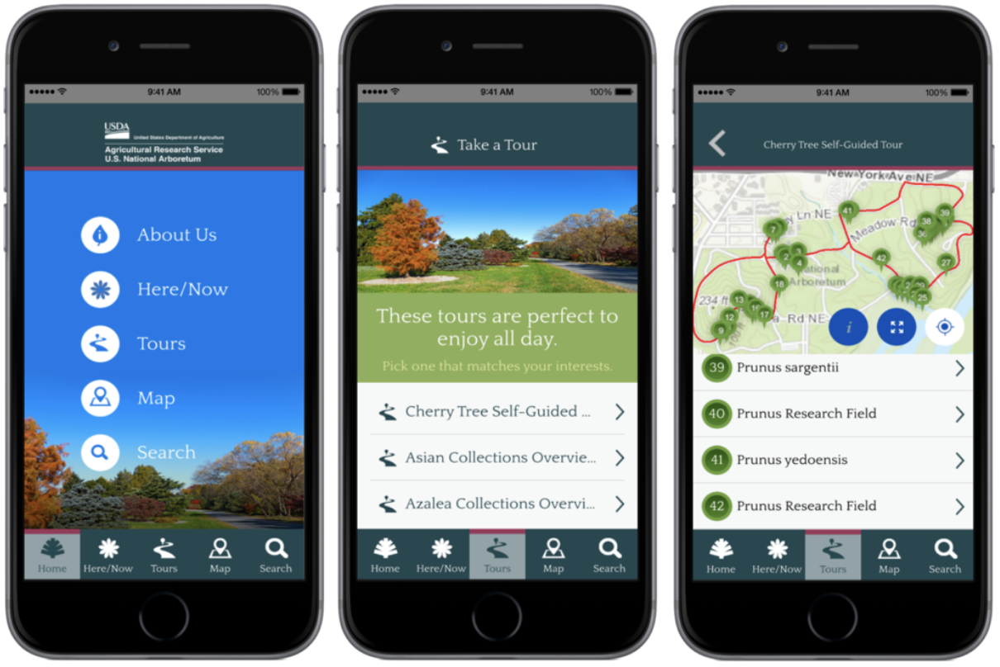 9:41 AM
100%
USDA
United States Department of Agriculture
Agricultural Research Service
U.S. National Arboretum
About Us
Here/Now
Tours
Map
Search
Home
Here/Now
Tours
Map
Search
9:41 AM
100%
Take a Tour
These tours are perfect to
enjoy all day.
Pick one that matches your interests.
Cherry Tree Self-Guided ...
Asian Collections Overvie...
Azalea Collections Overvi...
Home
Here/Now
Tours
Map
Search
9:41 AM
100%
Cherry Tree Self-Guided Tour
New York Ave NE
Ln NE
41
Meadow Rd
39
38
36
7
2
4
42
27
National
Arboretum
18
234 ft
13
25
12
17
Rd NE
9
100 ft
i
39 Prunus sargentii
40 Prunus Research Field
41 Prunus yedoensis
42 Prunus Research Field
Home
Here/Now
Tours
Map
Search